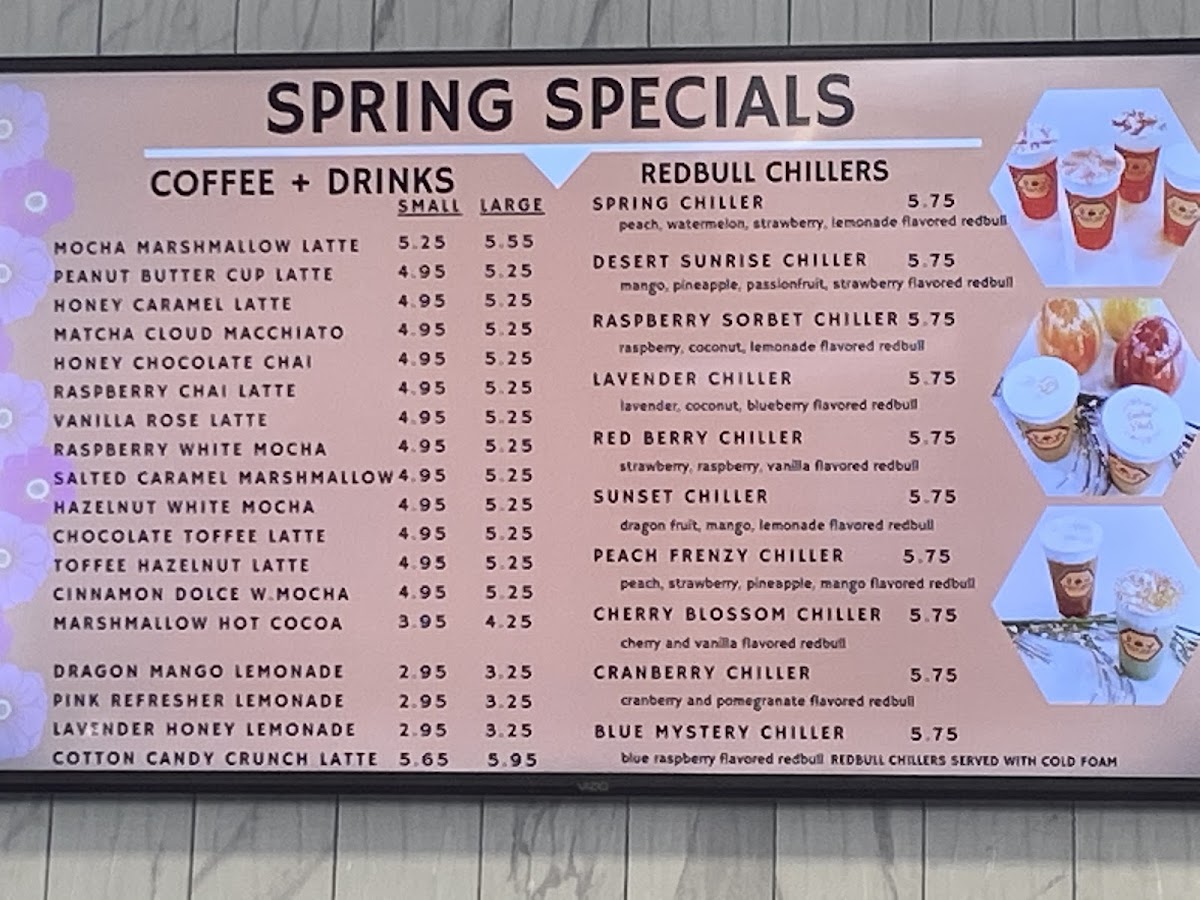 SPRING SPECIALS
COFFEE + DRINKS
SMALL LARGE
MOCHA MARSHMALLOW LATTE 5.25 5.55
PEANUT BUTTER CUP LATTE 4.95 5.25
HONEY CARAMEL LATTE 4.95 5.25
MATCHA CLOUD MACCHIATO 4.95 5.25
HONEY CHOCOLATE CHAI 4.95 5.25
RASPBERRY CHAI LATTE 4.95 5.25
VANILLA ROSE LATTE 4.95 5.25
RASPBERRY WHITE MOCHA 4.95 5.25
SALTED CARAMEL MARSHMALLOW 4.95 5.25
HAZELNUT WHITE MOCHA 4.95 5.25
CHOCOLATE TOFFEE LATTE 4.95 5.25
TOFFEE HAZELNUT LATTE 4.95 5.25
CINNAMON DOLCE W.MOCHA 4.95 5.25
MARSHMALLOW HOT COCOA 3.95 4.25
DRAGON MANGO LEMONADE 2.95 3.25
PINK REFRESHER LEMONADE 2.95 3.25
LAVENDER HONEY LEMONADE 2.95 3.25
COTTON CANDY CRUNCH LATTE 5.65 5.95
REDBULL CHILLERS
SPRING CHILLER 5.75
peach, watermelon, strawberry, lemonade flavored redbull
DESERT SUNRISE CHILLER 5.75
mango, pineapple, passionfruit, strawberry flavored redbull
RASPBERRY SORBET CHILLER 5.75
raspberry, coconut, lemonade flavored redbull
LAVENDER CHILLER 5.75
lavender, coconut, blueberry flavored redbull
RED BERRY CHILLER 5.75
strawberry, raspberry, vanilla flavored redbull
SUNSET CHILLER 5.75
dragon fruit, mango, lemonade flavored redbull
PEACH FRENZY CHILLER 5.75
peach, strawberry, pineapple, mango flavored redbull
CHERRY BLOSSOM CHILLER 5.75
cherry and vanilla flavored redbull
CRANBERRY CHILLER 5.75
cranberry and pomegranate flavored redbull
BLUE MYSTERY CHILLER 5.75
blue raspberry flavored redbull REDBULL CHILLERS SERVED WITH COLD FOAM
VIZIO